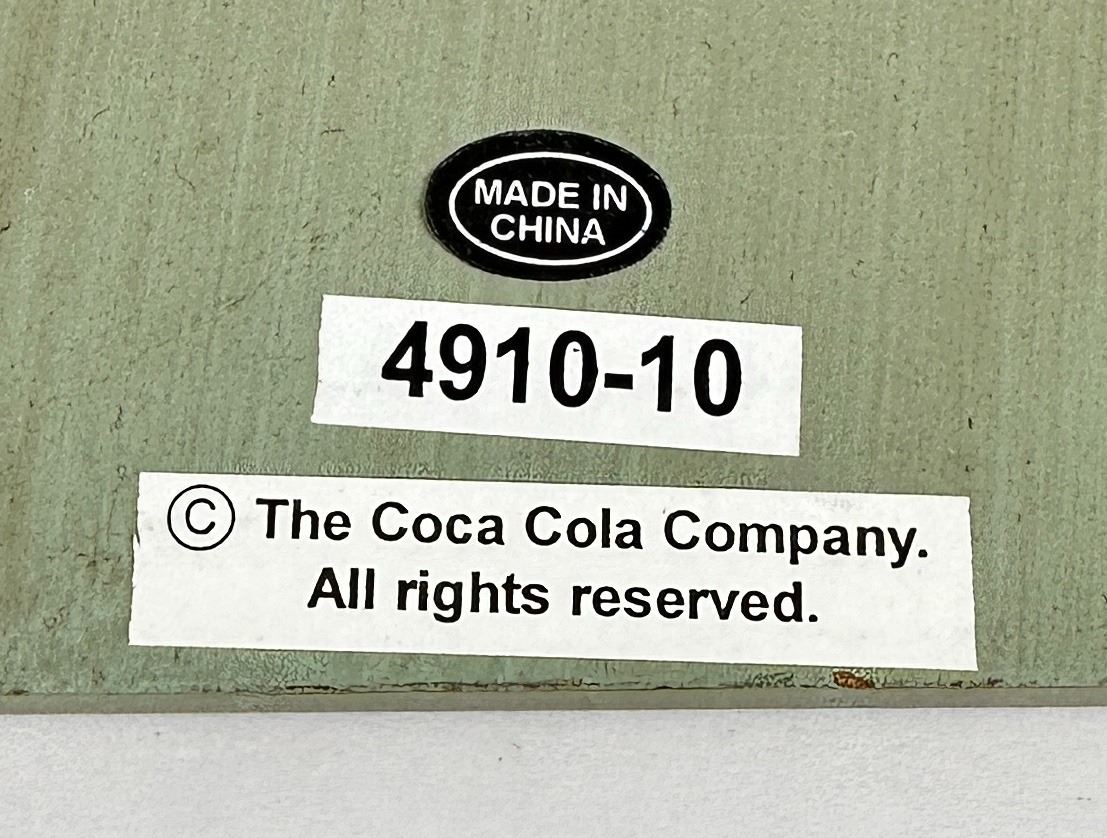 MADE IN
CHINA
4910-10
© The Coca Cola Company.
All rights reserved.